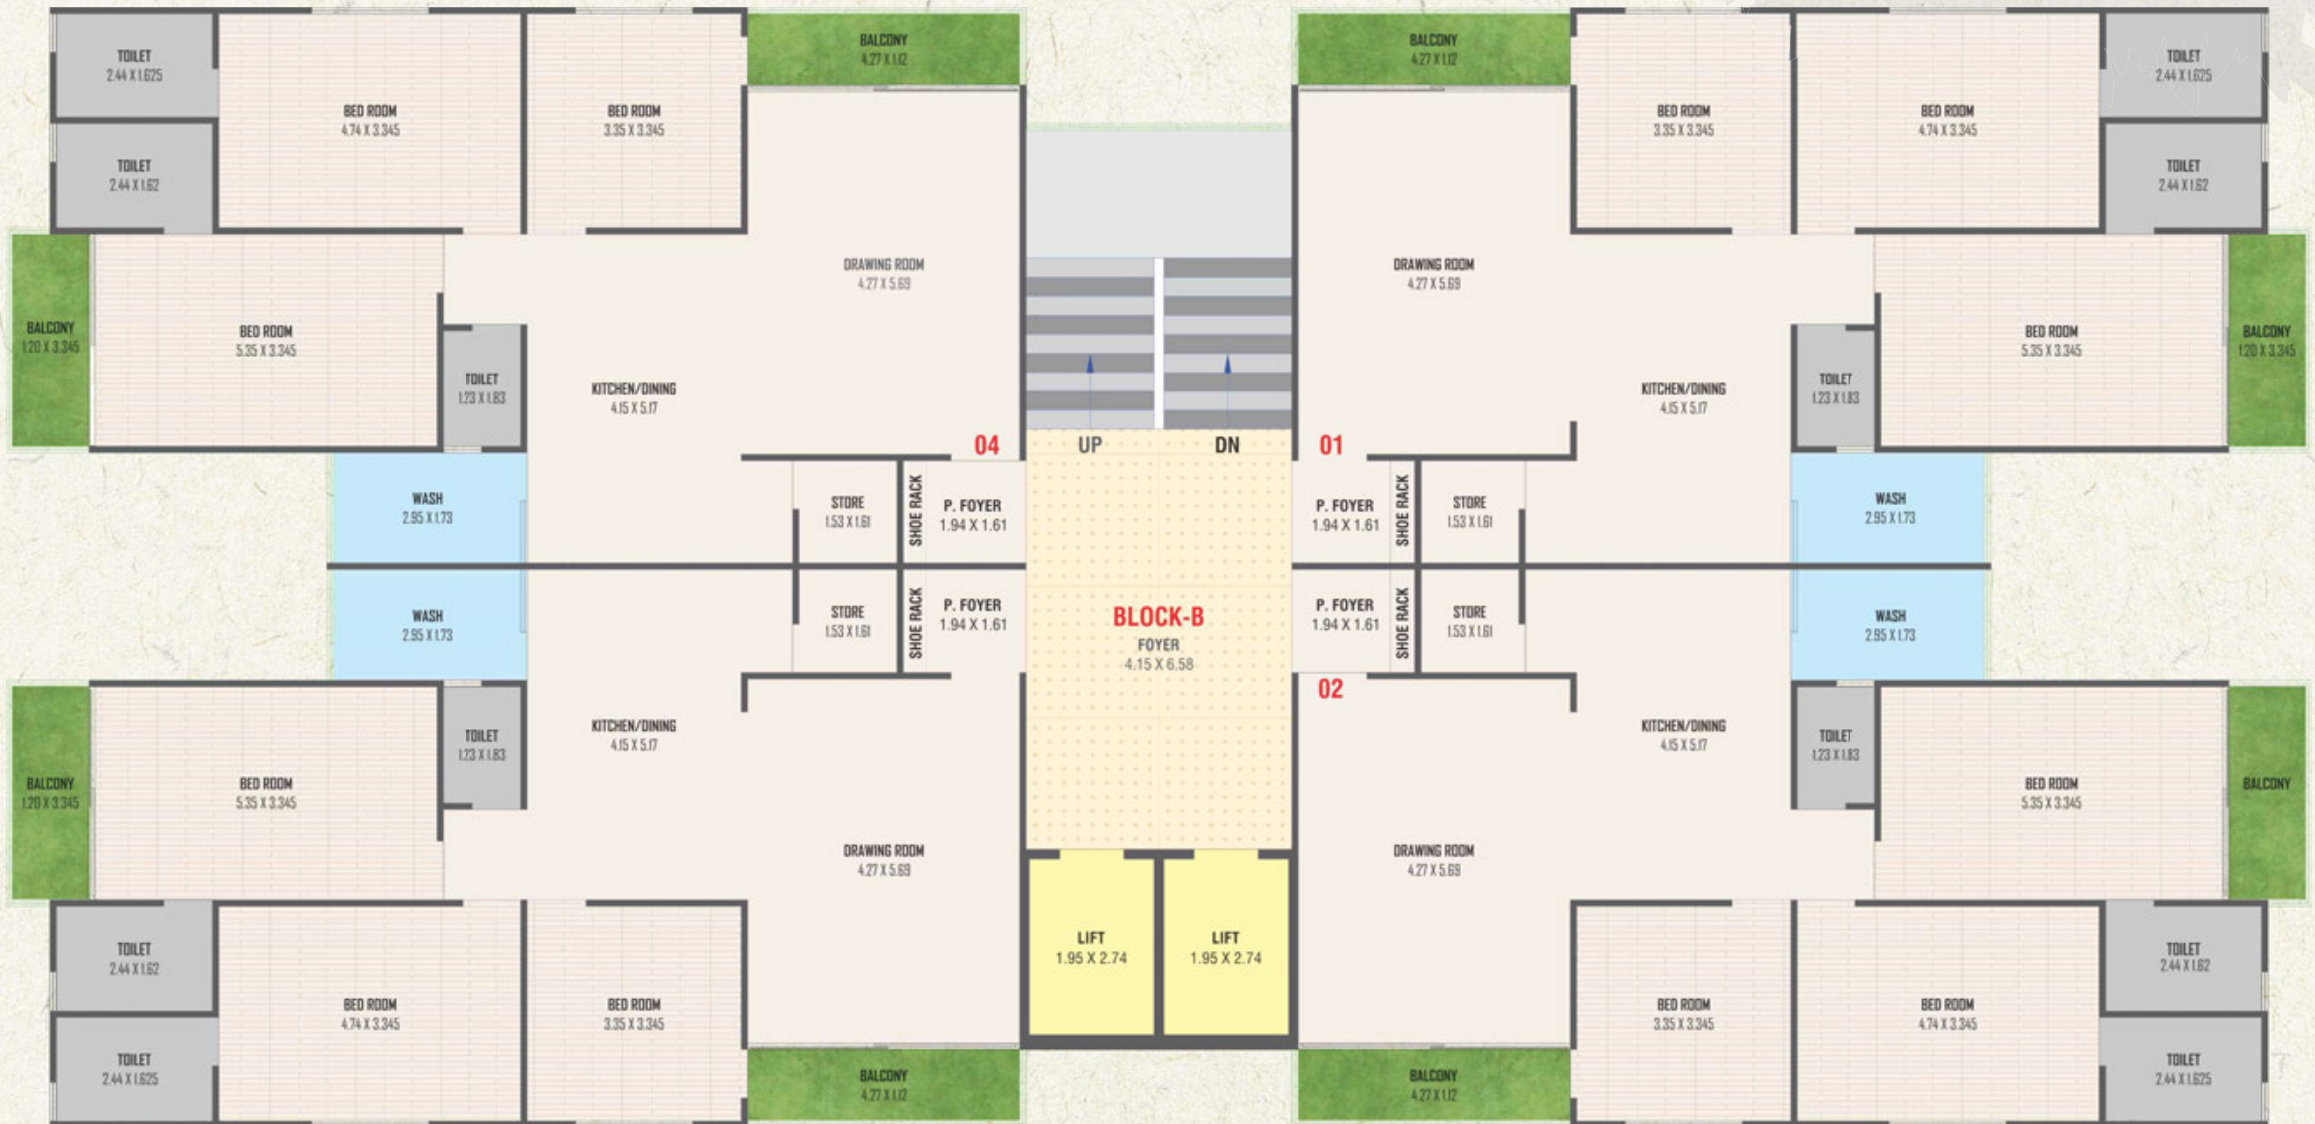 TOILET
2.44 X 1.625
BED ROOM
4.74 X 3.345
BED ROOM
3.35 X 3.345
BALCONY
4.27 X 1.12
BALCONY
4.27 X 1.12
BED ROOM
3.35 X 3.345
BED ROOM
4.74 X 3.345
TOILET
2.44 X 1.625
TOILET
2.44 X 1.62
TOILET
2.44 X 1.62
BALCONY
1.20 X 3.345
BED ROOM
5.35 X 3.345
TOILET
1.23 X 1.83
KITCHEN/DINING
4.15 X 5.17
DRAWING ROOM
4.27 X 5.69
DRAWING ROOM
4.27 X 5.69
KITCHEN/DINING
4.15 X 5.17
TOILET
1.23 X 1.83
BED ROOM
5.35 X 3.345
BALCONY
1.20 X 3.345
04
UP
DN
01
WASH
2.95 X 1.73
STORE
1.53 X 1.61
SHOE RACK
P. FOYER
1.94 X 1.61
P. FOYER
1.94 X 1.61
SHOE RACK
STORE
1.53 X 1.61
WASH
2.95 X 1.73
WASH
2.95 X 1.73
STORE
1.53 X 1.61
SHOE RACK
P. FOYER
1.94 X 1.61
BLOCK-B
FOYER
4.15 X 6.58
P. FOYER
1.94 X 1.61
SHOE RACK
STORE
1.53 X 1.61
WASH
2.95 X 1.73
02
BALCONY
1.20 X 3.345
BED ROOM
5.35 X 3.345
TOILET
1.23 X 1.83
KITCHEN/DINING
4.15 X 5.17
DRAWING ROOM
4.27 X 5.69
DRAWING ROOM
4.27 X 5.69
KITCHEN/DINING
4.15 X 5.17
TOILET
1.23 X 1.83
BED ROOM
5.35 X 3.345
BALCONY
TOILET
2.44 X 1.62
LIFT
1.95 X 2.74
LIFT
1.95 X 2.74
TOILET
2.44 X 1.62
BED ROOM
4.74 X 3.345
BED ROOM
3.35 X 3.345
BED ROOM
3.35 X 3.345
BED ROOM
4.74 X 3.345
TOILET
2.44 X 1.625
BALCONY
4.27 X 1.12
BALCONY
4.27 X 1.12
TOILET
2.44 X 1.625